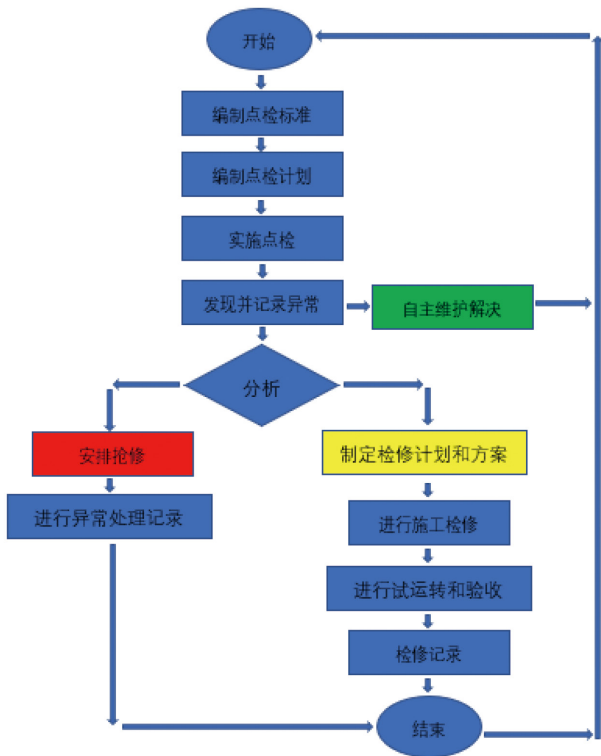 开始
编制点检标准
编制点检计划
实施点检
发现并记录异常
自主维护解决
分析
安排抢修
制定检修计划和方案
进行异常处理记录
进行施工检修
进行试运转和验收
检修记录
结束